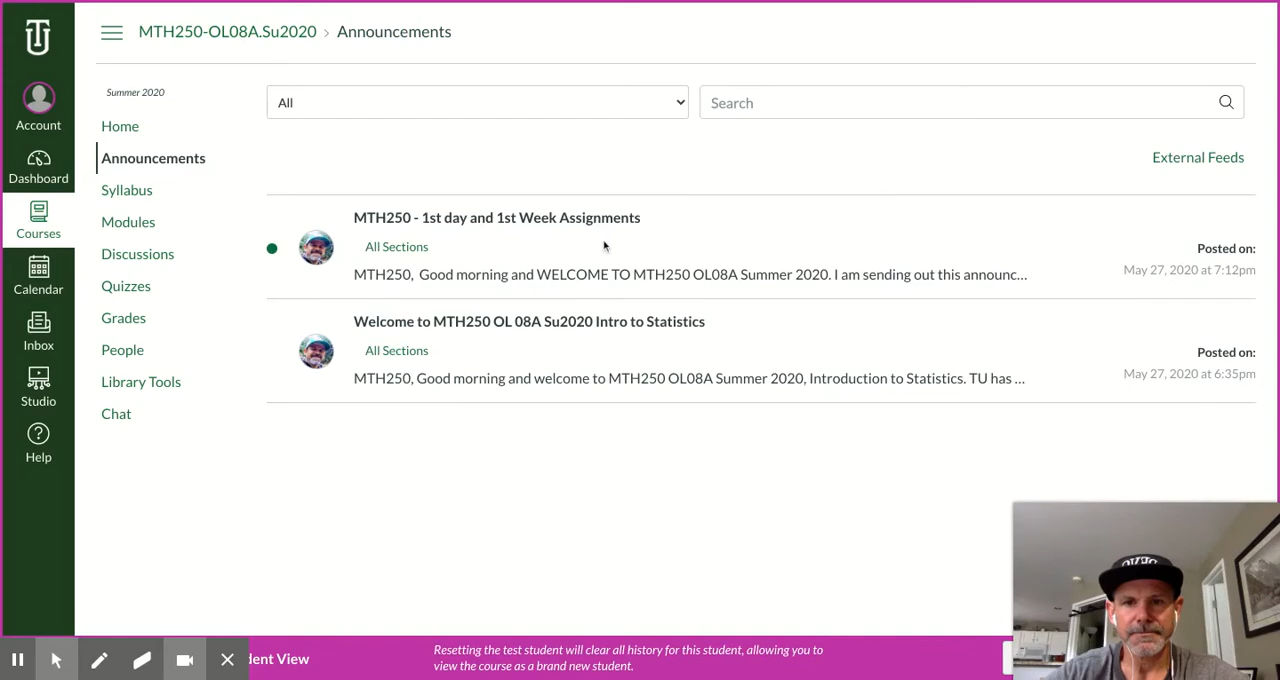 MTH250-OL08A.Su2020 › Announcements
Account
Dashboard
Courses
Calendar
Inbox
Studio
Help
Summer 2020
Home
Announcements
Syllabus
Modules
Discussions
Quizzes
Grades
People
Library Tools
Chat
All
Search
External Feeds
MTH250 - 1st day and 1st Week Assignments
All Sections
MTH250, Good morning and WELCOME TO MTH250 OL08A Summer 2020. I am sending out this announc...
Posted on:
May 27, 2020 at 7:12pm
Welcome to MTH250 OL 08A Su2020 Intro to Statistics
All Sections
MTH250, Good morning and welcome to MTH250 OL08A Summer 2020, Introduction to Statistics. TU has ...
Posted on:
May 27, 2020 at 6:35pm
dent View
Resetting the test student will clear all history for this student, allowing you to
view the course as a brand new student.